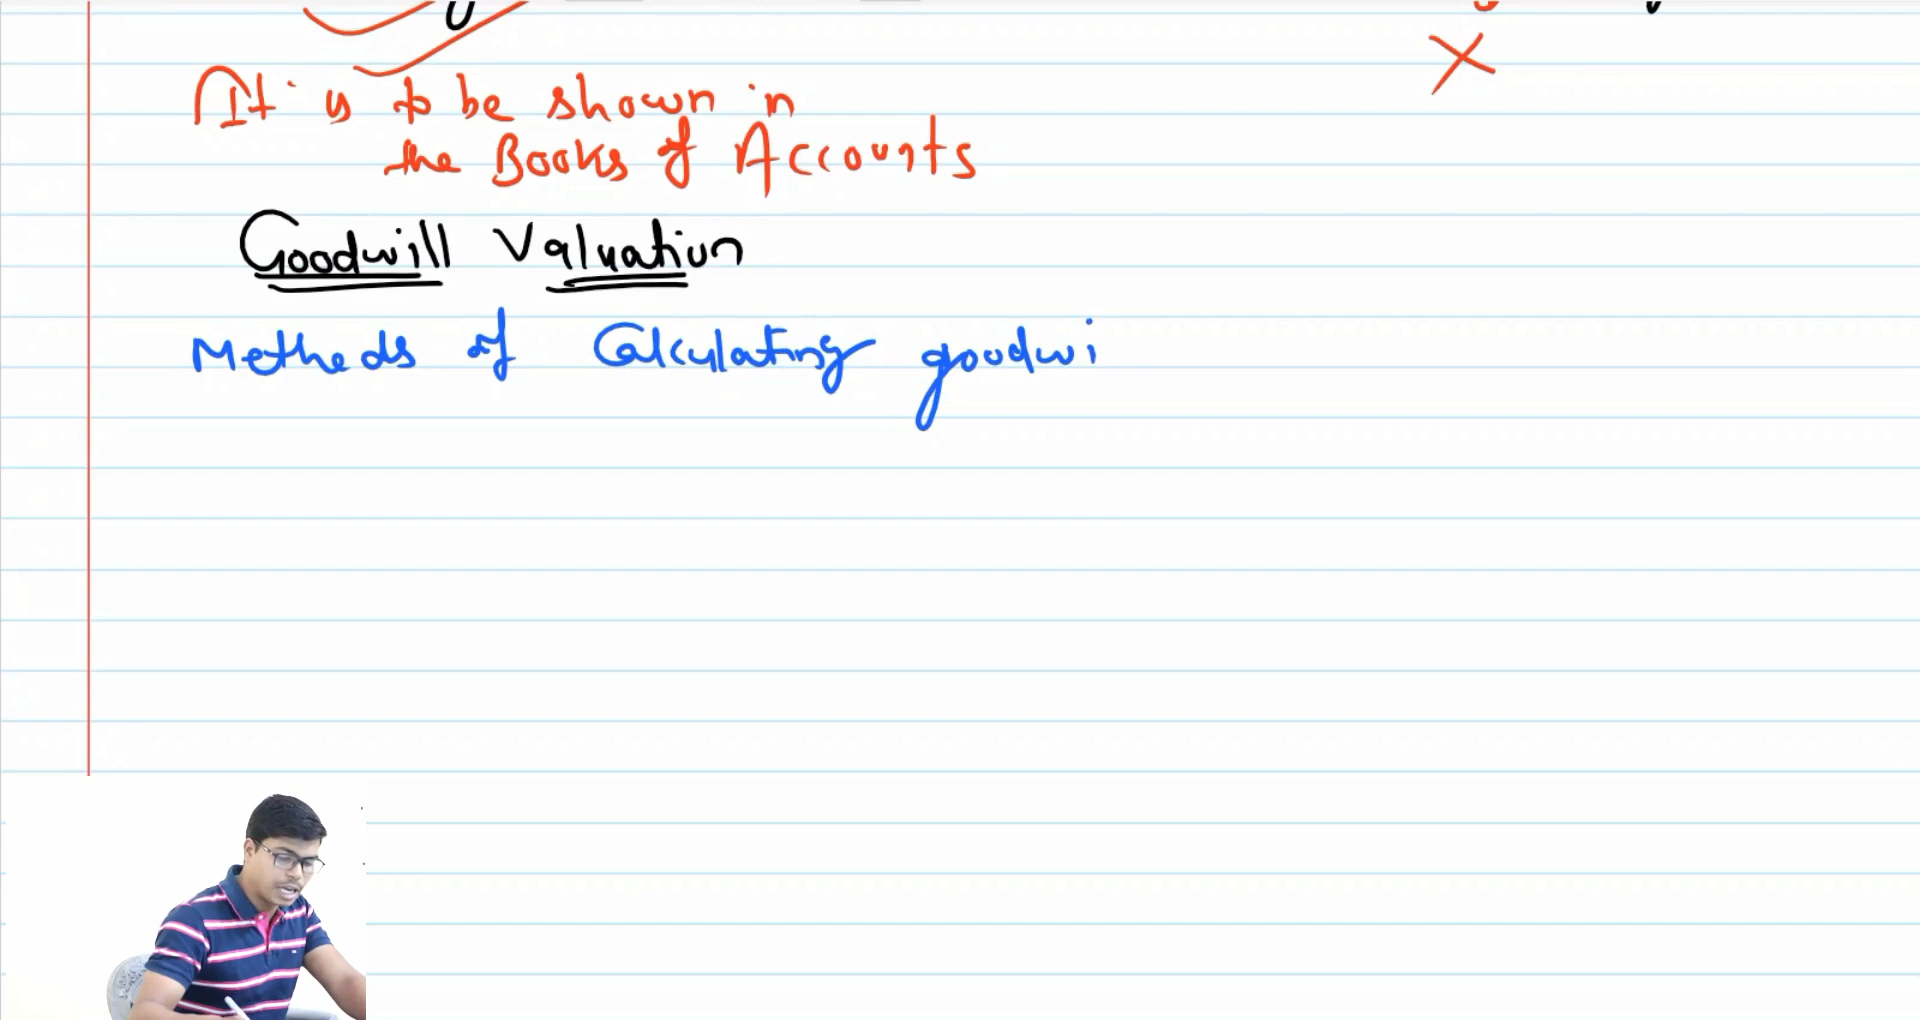 It is to be shown in
the Books of Accounts
Goodwill Valuation
Methods of Calculating goodwi